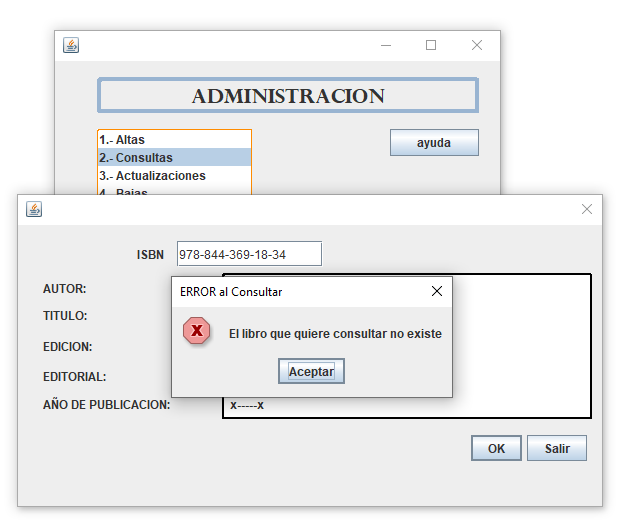 ADMINISTRACION
1.- Altas
2.- Consultas
3.- Actualizaciones
4.- Bajas
ayuda
ISBN 978-844-369-18-34
AUTOR:
TITULO:
EDICION:
EDITORIAL:
AÑO DE PUBLICACION: x-----x
ERROR al Consultar
X
El libro que quiere consultar no existe
Aceptar
OK Salir